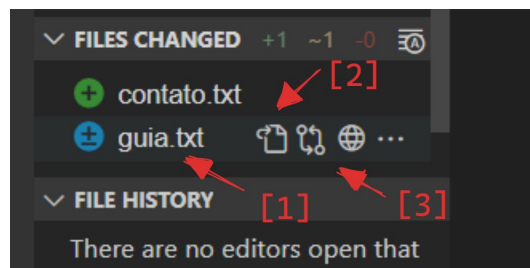 FILES CHANGED +1 ~1 -0
[2]
contato.txt
guia.txt
[1]
[3]
FILE HISTORY
There are no editors open that